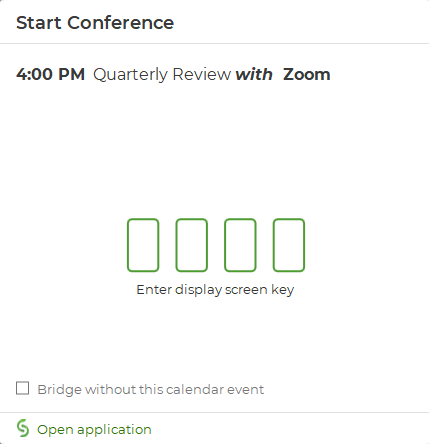 Start Conference
4:00 PM Quarterly Review with Zoom
Enter display screen key
Bridge without this calendar event
Open application